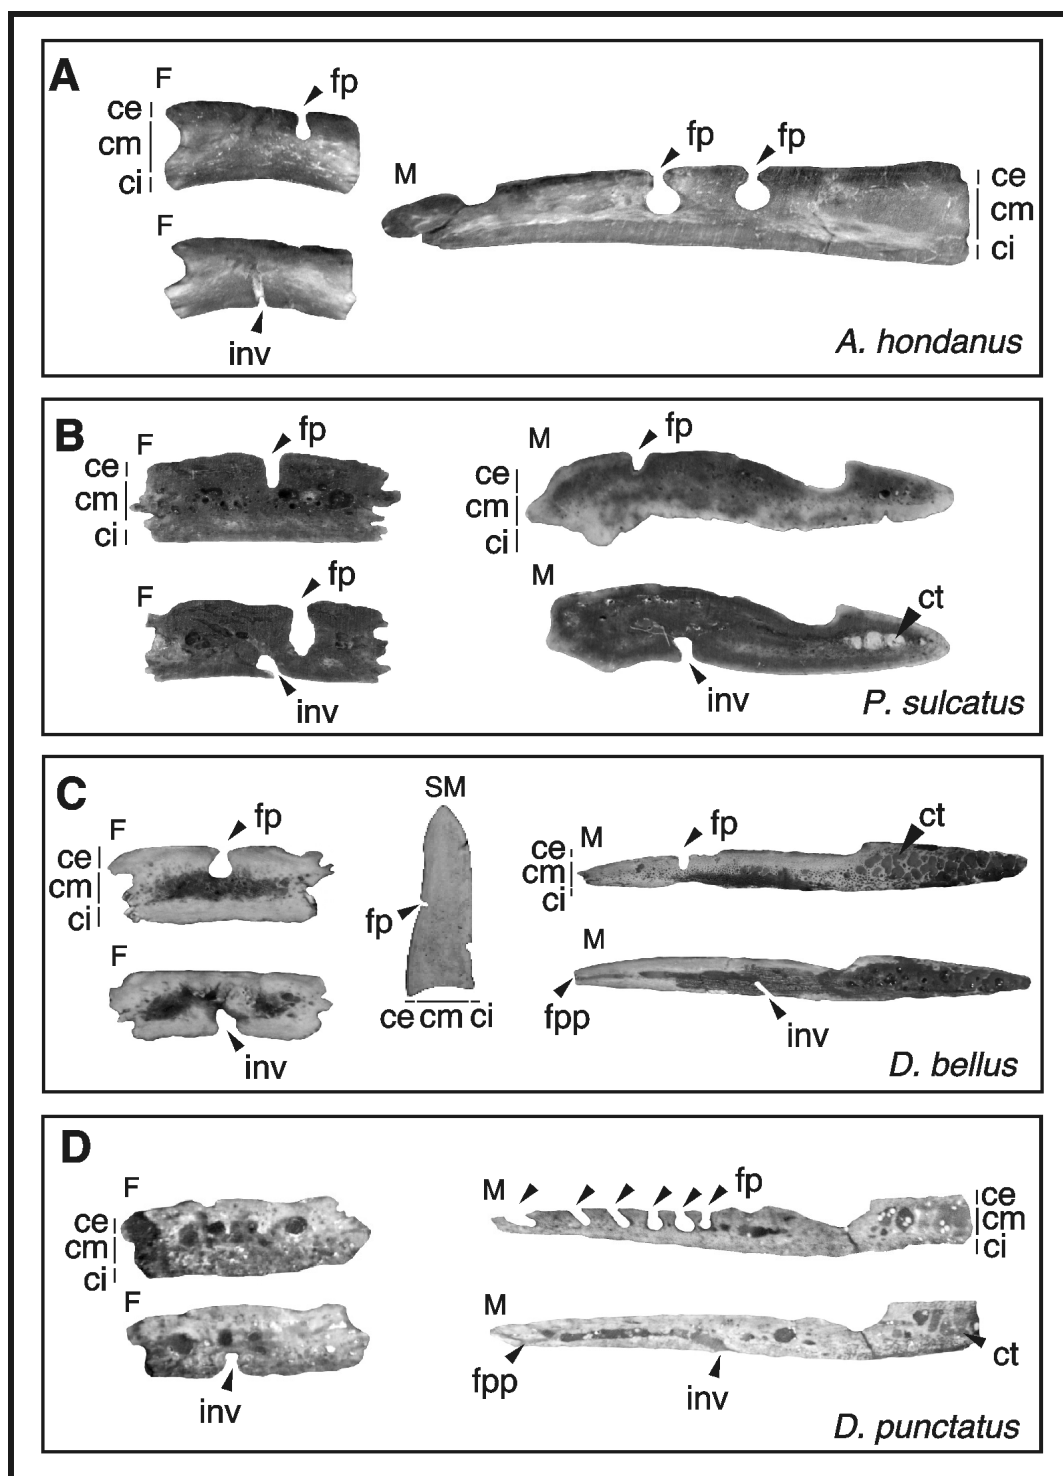 A
F
fp
ce
cm
ci
F
inv
M
fp
fp
ce
cm
ci
A. hondanus
B
F
fp
ce
cm
ci
F
fp
inv
M
fp
ce
cm
ci
M
ct
inv
P. sulcatus
C
F
fp
ce
cm
ci
F
inv
SM
fp
ce cm ci
M
fp
ct
ce
cm
ci
M
fpp
inv
D. bellus
D
F
ce
cm
ci
F
inv
M
fp
ce
cm
ci
M
fpp
inv
ct
D. punctatus